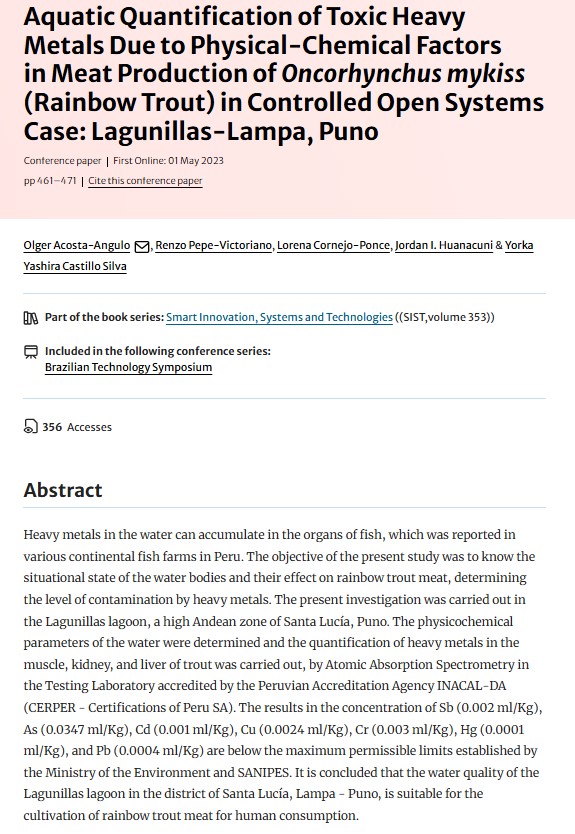 Aquatic Quantification of Toxic Heavy
Metals Due to Physical-Chemical Factors
in Meat Production of Oncorhynchus mykiss
(Rainbow Trout) in Controlled Open Systems
Case: Lagunillas-Lampa, Puno
Conference paper | First Online: 01 May 2023
pp 461–471 | Cite this conference paper
Olger Acosta-Angulo, Renzo Pepe-Victoriano, Lorena Cornejo-Ponce, Jordan I. Huanacuni & Yorka
Yashira Castillo Silva
Part of the book series: Smart Innovation, Systems and Technologies ((SIST,volume 353))
Included in the following conference series:
Brazilian Technology Symposium
356 Accesses
Abstract
Heavy metals in the water can accumulate in the organs of fish, which was reported in
various continental fish farms in Peru. The objective of the present study was to know the
situational state of the water bodies and their effect on rainbow trout meat, determining
the level of contamination by heavy metals. The present investigation was carried out in
the Lagunillas lagoon, a high Andean zone of Santa Lucía, Puno. The physicochemical
parameters of the water were determined and the quantification of heavy metals in the
muscle, kidney, and liver of trout was carried out, by Atomic Absorption Spectrometry in
the Testing Laboratory accredited by the Peruvian Accreditation Agency INACAL-DA
(CERPER - Certifications of Peru SA). The results in the concentration of Sb (0.002 ml/Kg),
As (0.0347 ml/Kg), Cd (0.001 ml/Kg), Cu (0.0024 ml/Kg), Cr (0.003 ml/Kg), Hg (0.0001
ml/Kg), and Pb (0.0004 ml/Kg) are below the maximum permissible limits established by
the Ministry of the Environment and SANIPES. It is concluded that the water quality of the
Lagunillas lagoon in the district of Santa Lucía, Lampa - Puno, is suitable for the
cultivation of rainbow trout meat for human consumption.